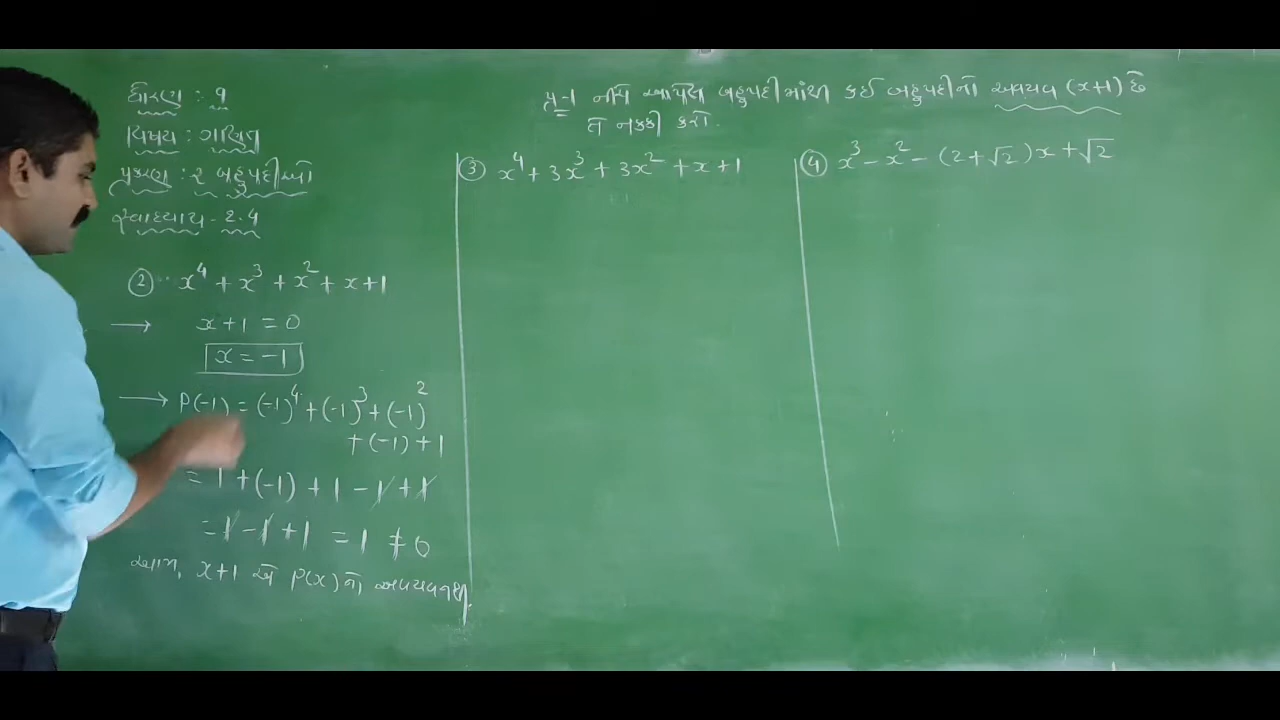 ધોરણ : 9
વિષય : ગણિત
પ્રકરણ : ૨ બહુપદીઓ
સ્વાધ્યાય - 2.4
② x⁴ + x³ + x² + x + 1
→ x + 1 = 0
x = -1
→ P(-1) = (-1)⁴ + (-1)³ + (-1)²
+ (-1) + 1
= 1 + (-1) + 1 - 1 + 1
= 1 - 1 + 1 = 1 ≠ 0
આમ, x+1 એ P(x) નો અવયવ નથી.
પ્ર-1 નીચે આપેલ બહુપદીમાંથી કઈ બહુપદીનો અવયવ (x+1) છે
તે નક્કી કરો.
③ x⁴ + 3x³ + 3x² + x + 1
④ x³ - x² - (2+√2)x + √2